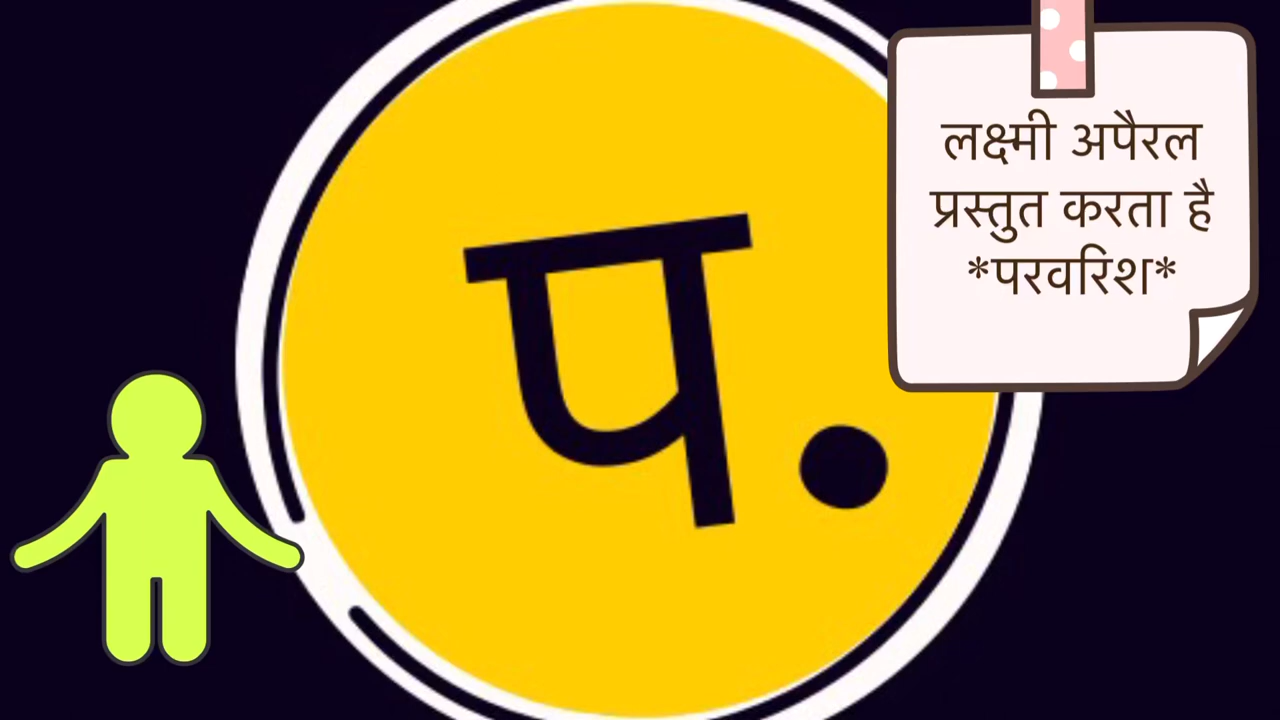 प.
लक्ष्मी अपैरल
प्रस्तुत करता है
*परवरिश*